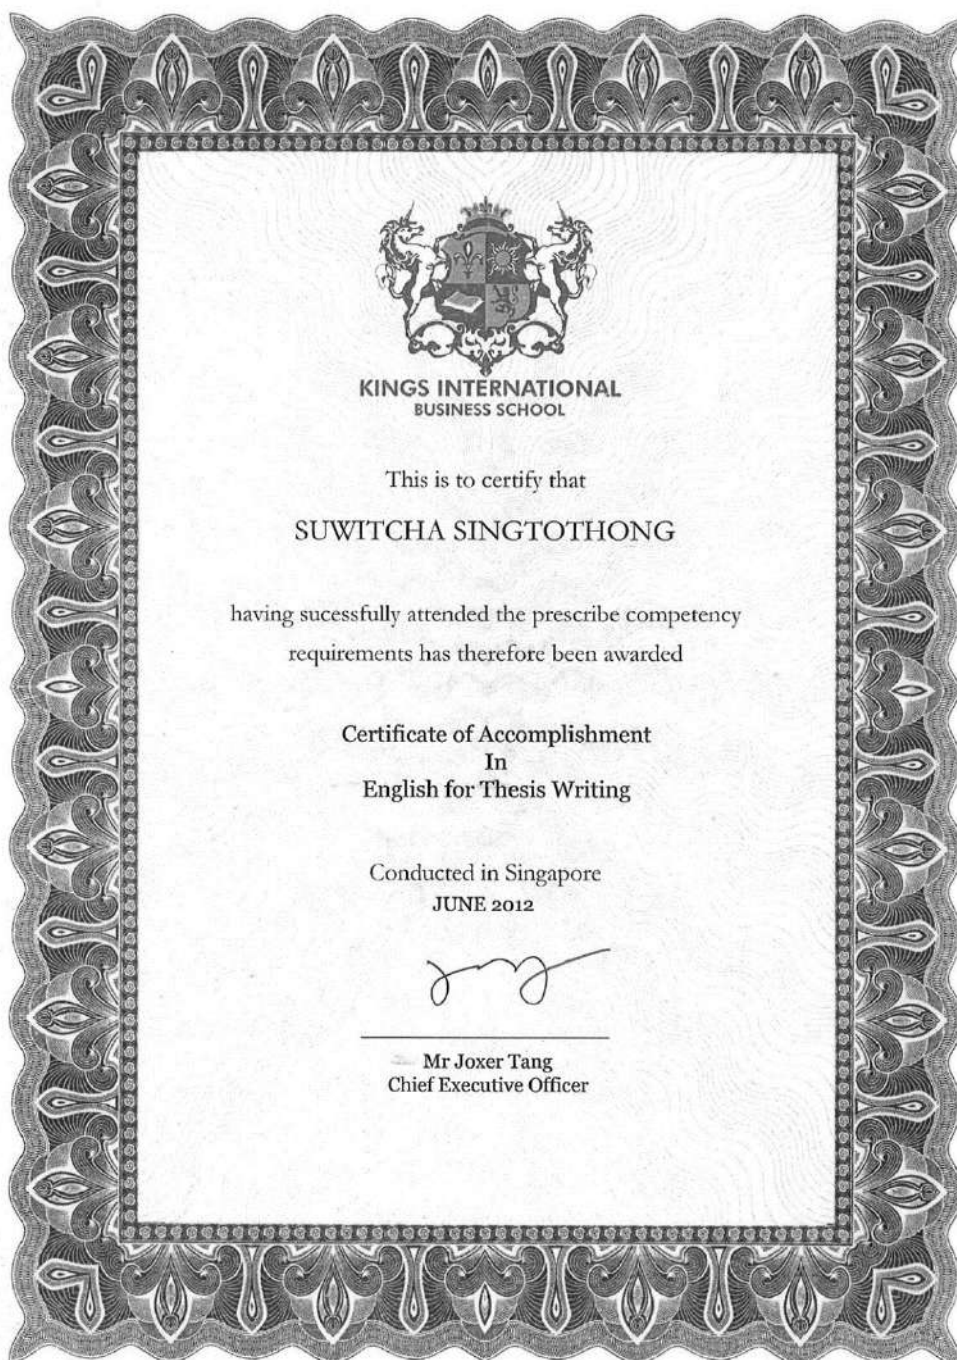 KINGS INTERNATIONAL
BUSINESS SCHOOL
This is to certify that
SUWITCHA SINGTOTHONG
having sucessfully attended the prescribe competency
requirements has therefore been awarded
Certificate of Accomplishment
In
English for Thesis Writing
Conducted in Singapore
JUNE 2012
Mr Joxer Tang
Chief Executive Officer